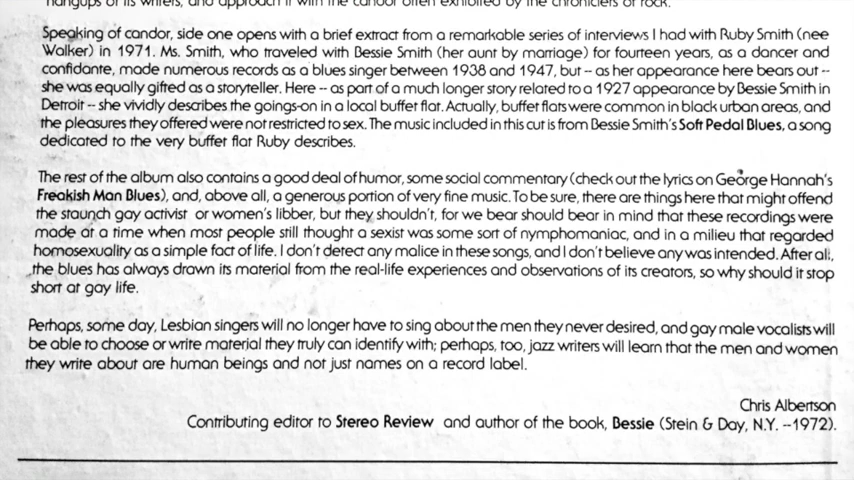 hangups of its writers, and approach it with the candor often exhibited by the chroniclers of rock.
Speaking of candor, side one opens with a brief extract from a remarkable series of interviews I had with Ruby Smith (nee
Walker) in 1971. Ms. Smith, who traveled with Bessie Smith (her aunt by marriage) for fourteen years, as a dancer and
confidante, made numerous records as a blues singer between 1938 and 1947, but -- as her appearance here bears out --
she was equally gifted as a storyteller. Here -- as part of a much longer story related to a 1927 appearance by Bessie Smith in
Detroit -- she vividly describes the goings-on in a local buffet flat. Actually, buffet flats were common in black urban areas, and
the pleasures they offered were not restricted to sex. The music included in this cut is from Bessie Smith's Soft Pedal Blues, a song
dedicated to the very buffet flat Ruby describes.
The rest of the album also contains a good deal of humor, some social commentary (check out the lyrics on George Hannah's
Freakish Man Blues), and, above all, a generous portion of very fine music. To be sure, there are things here that might offend
the staunch gay activist or women's libber, but they shouldn't, for we bear should bear in mind that these recordings were
made at a time when most people still thought a sexist was some sort of nymphomaniac, and in a milieu that regarded
homosexuality as a simple fact of life. I don't detect any malice in these songs, and I don't believe any was intended. After all,
the blues has always drawn its material from the real-life experiences and observations of its creators, so why should it stop
short at gay life.
Perhaps, some day, Lesbian singers will no longer have to sing about the men they never desired, and gay male vocalists will
be able to choose or write material they truly can identify with; perhaps, too, jazz writers will learn that the men and women
they write about are human beings and not just names on a record label.
Chris Albertson
Contributing editor to Stereo Review and author of the book, Bessie (Stein & Day, N.Y. --1972).